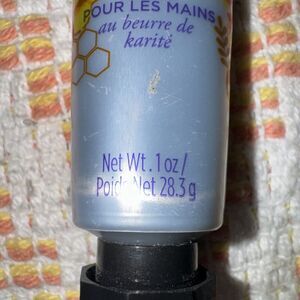 POUR LES MAINS
au beurre de
karité
Net Wt. 1 oz /
Poids Net 28.3 g